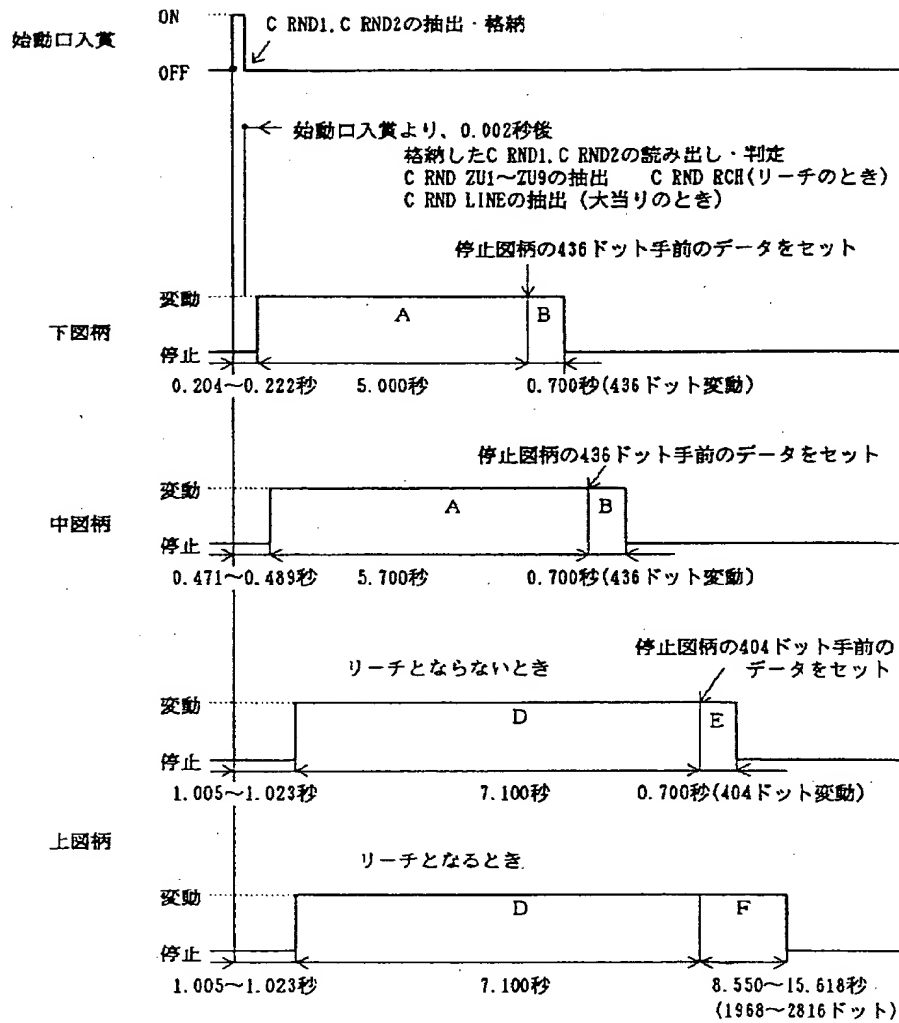 ON
始動口入賞
C RND1.C RND2の抽出・格納
OFF
始動口入賞より、0.002秒後
格納したC RND1.C RND2の読み出し・判定
C RND ZU1〜ZU9の抽出 C RND RCH(リーチのとき)
C RND LINEの抽出 (大当りのとき)
停止図柄の436ドット手前のデータをセット
変動
A
B
下図柄
停止
0.204〜0.222秒 5.000秒 0.700秒(436ドット変動)
停止図柄の436ドット手前のデータをセット
変動
A
B
中図柄
停止
0.471〜0.489秒 5.700秒 0.700秒(436ドット変動)
リーチとならないとき
停止図柄の404ドット手前の
データをセット
変動
D
E
停止
1.005〜1.023秒 7.100秒 0.700秒(404ドット変動)
上図柄
リーチとなるとき
変動
D
F
停止
1.005〜1.023秒 7.100秒 8.550〜15.618秒
(1968〜2816ドット)